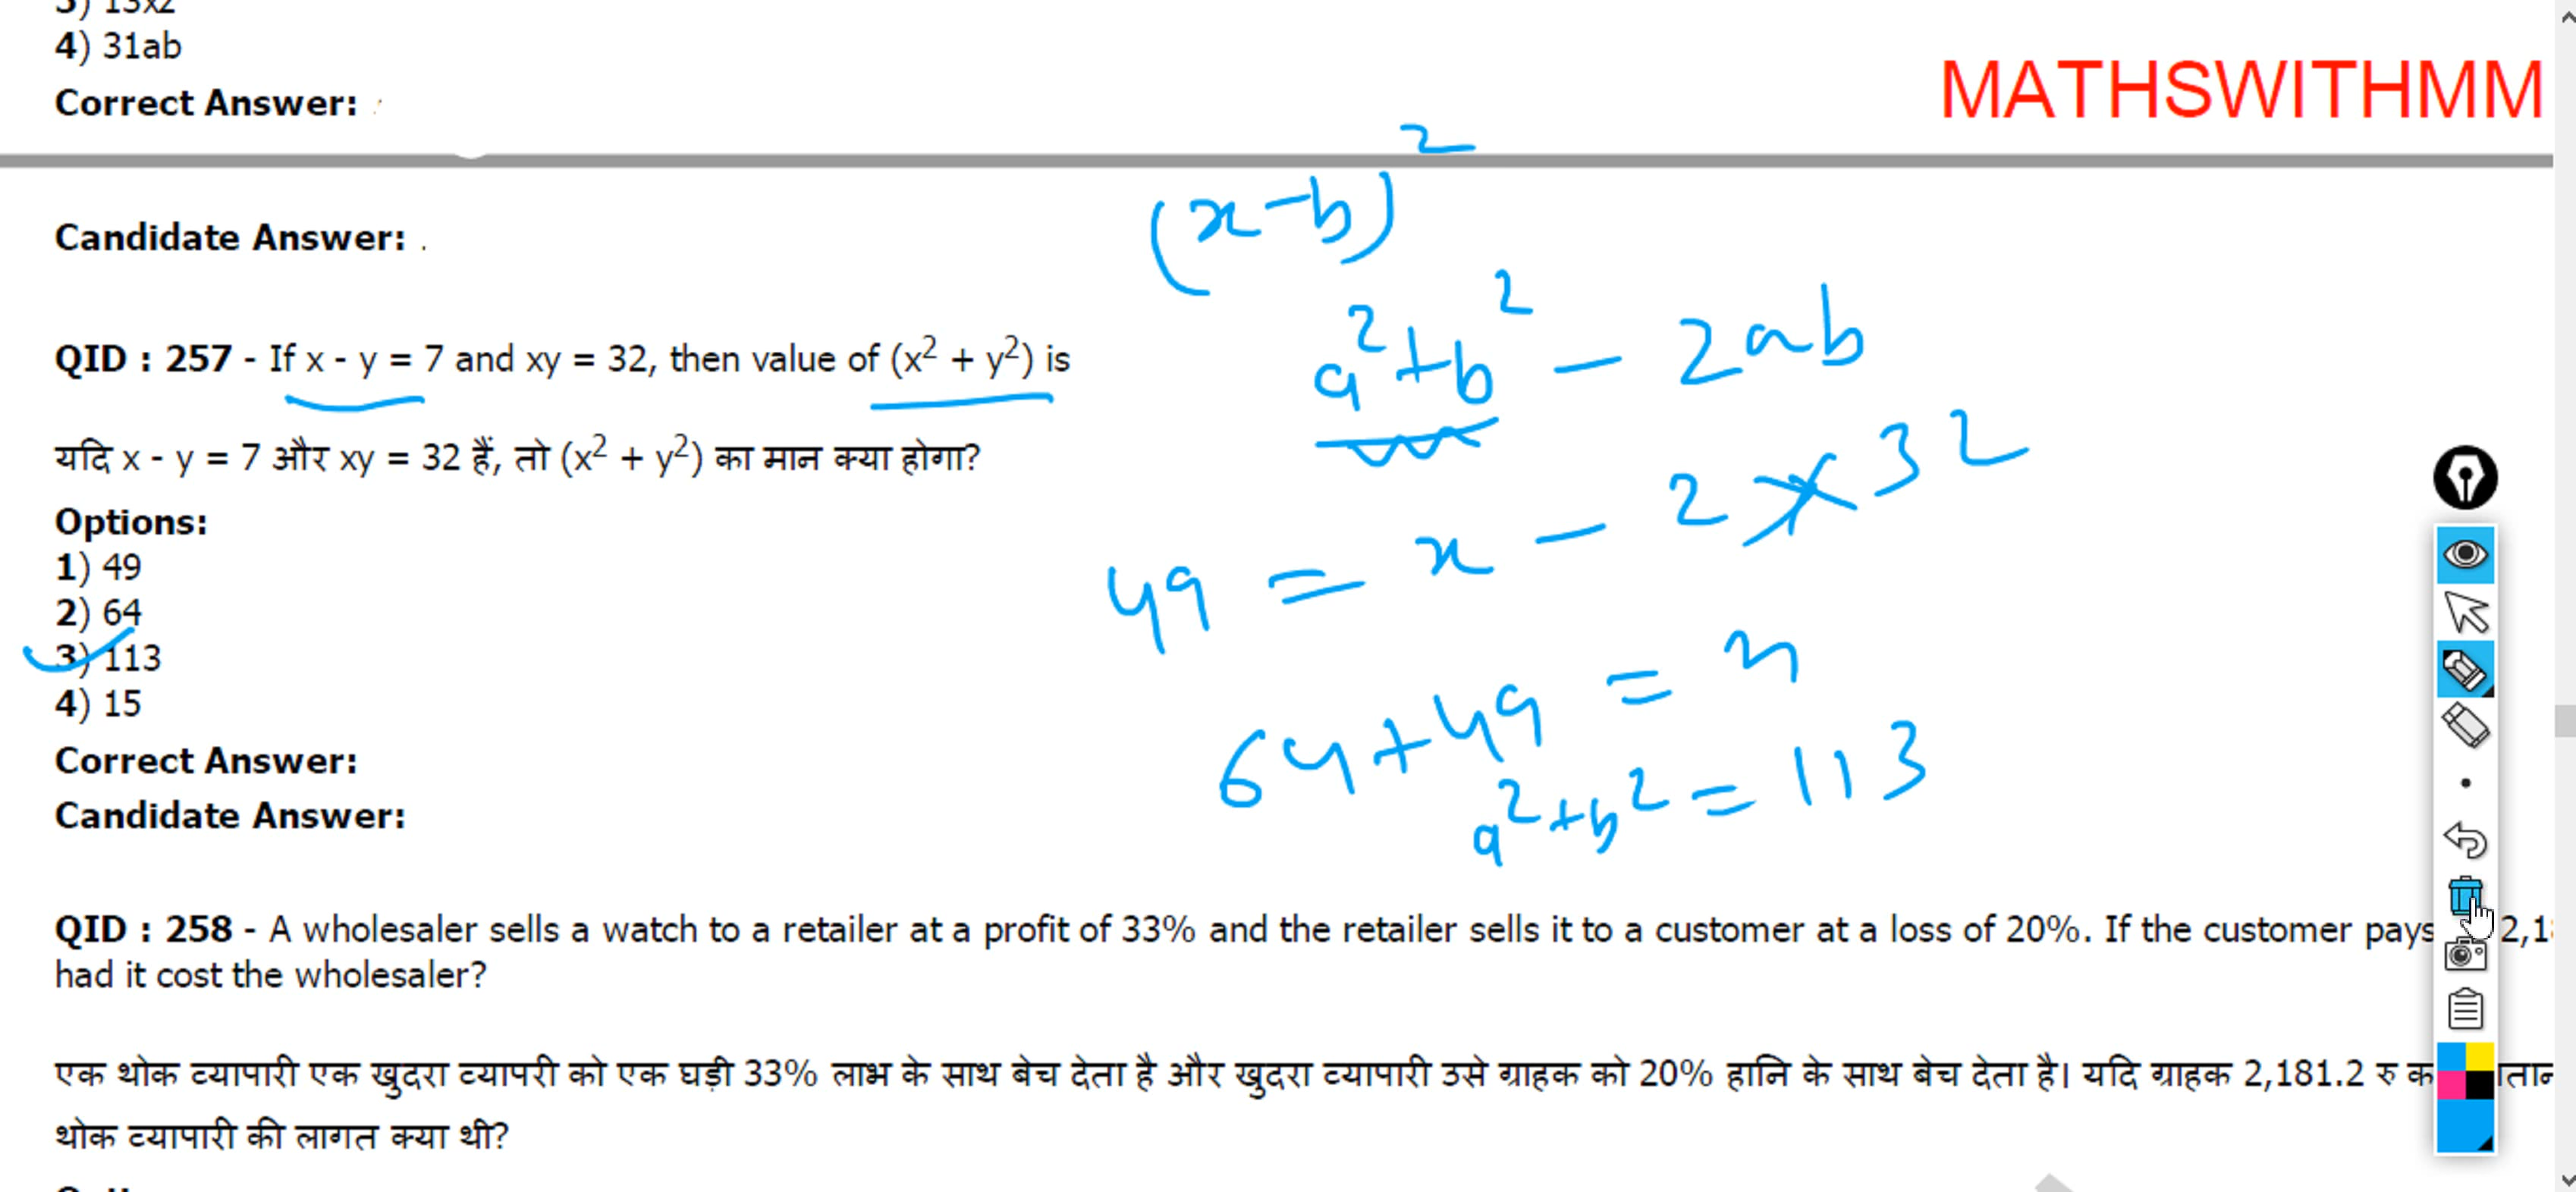 4) 31ab
Correct Answer:
MATHSWITHMM
Candidate Answer: .
(x-b)²
a²+b² - 2ab
QID : 257 - If x - y = 7 and xy = 32, then value of (x² + y²) is
यदि x - y = 7 और xy = 32 हैं, तो (x² + y²) का मान क्या होगा?
49 = x - 2×32
Options:
1) 49
2) 64
3) 113
4) 15
64+49 = x
a²+b² = 113
Correct Answer:
Candidate Answer:
QID : 258 - A wholesaler sells a watch to a retailer at a profit of 33% and the retailer sells it to a customer at a loss of 20%. If the customer pays 2,1
had it cost the wholesaler?
एक थोक व्यापारी एक खुदरा व्यापरी को एक घड़ी 33% लाभ के साथ बेच देता है और खुदरा व्यापारी उसे ग्राहक को 20% हानि के साथ बेच देता है। यदि ग्राहक 2,181.2 रु क
थोक व्यापारी की लागत क्या थी?